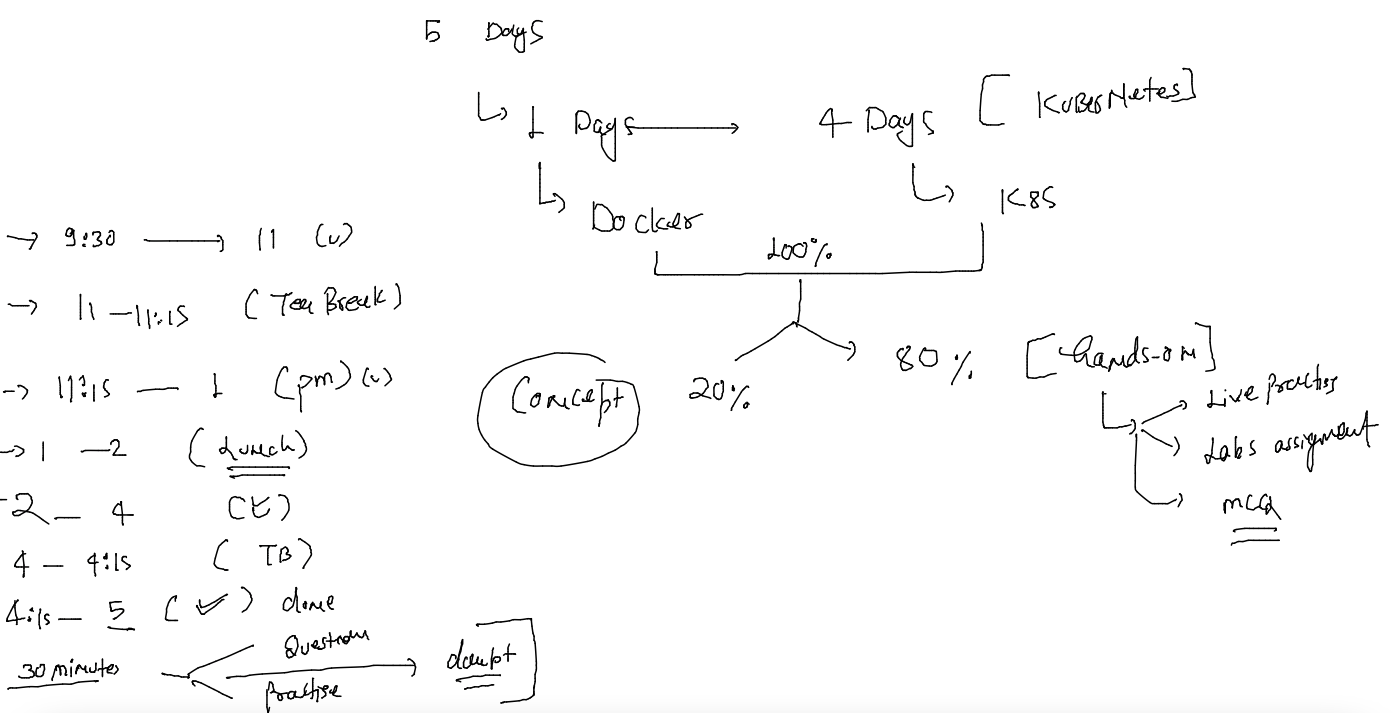 5 Days
1 Days
4 Days [KuberNetes]
Docker
K8S
100%
Concept 20%
80% [hands-on]
Live practise
Labs assigment
mcq
9:30 11
11 - 11:15 (Tea Break)
11:15 - 1 (pm)
1 - 2 (Lunch)
2 - 4
4 - 4:15 (TB)
4:15 - 5 (✓) done
30 minutes
Questions
Practise
doubt